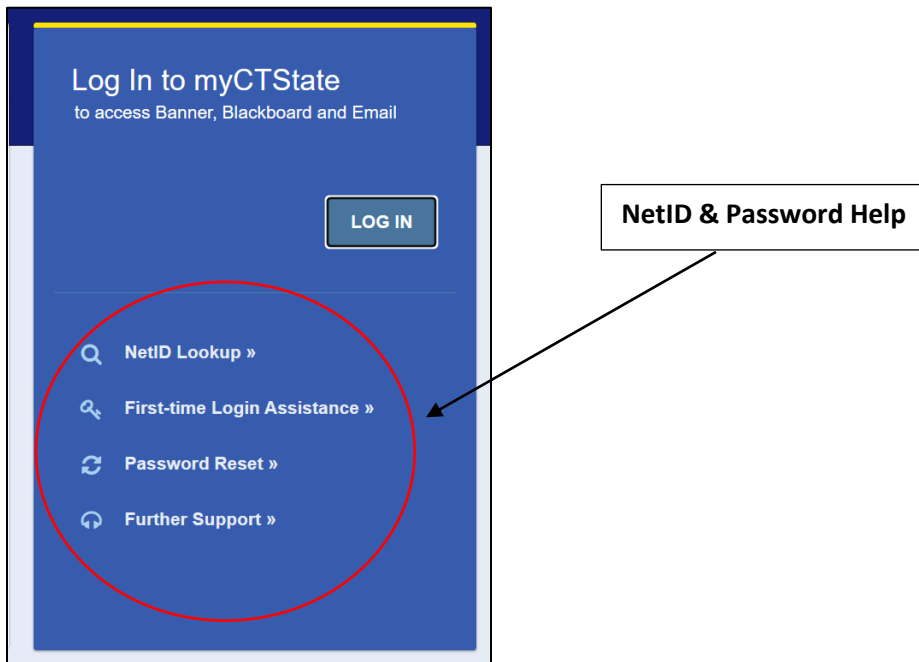 Log In to myCTState
to access Banner, Blackboard and Email
LOG IN
NetID & Password Help
NetID Lookup »
First-time Login Assistance »
Password Reset »
Further Support »